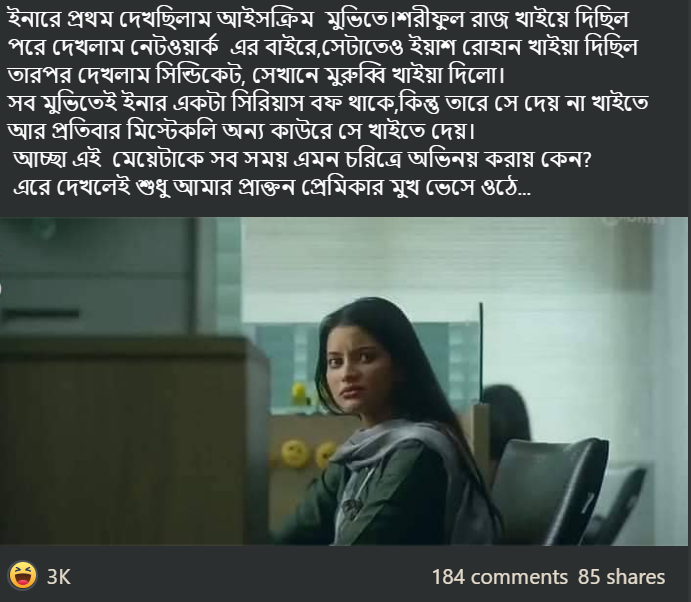 ইনারে প্রথম দেখছিলাম আইসক্রিম মুভিতে।শরীফুল রাজ খাইয়ে দিছিল
পরে দেখলাম নেটওয়ার্ক এর বাইরে,সেটাতেও ইয়াশ রোহান খাইয়া দিছিল
তারপর দেখলাম সিন্ডিকেট, সেখানে মুরুব্বি খাইয়া দিলো।
সব মুভিতেই ইনার একটা সিরিয়াস বফ থাকে,কিন্তু তারে সে দেয় না খাইতে
আর প্রতিবার মিস্টেকলি অন্য কাউরে সে খাইতে দেয়।
আচ্ছা এই মেয়েটাকে সব সময় এমন চরিত্রে অভিনয় করায় কেন?
এরে দেখলেই শুধু আমার প্রাক্তন প্রেমিকার মুখ ভেসে ওঠে...
3K
184 comments 85 shares